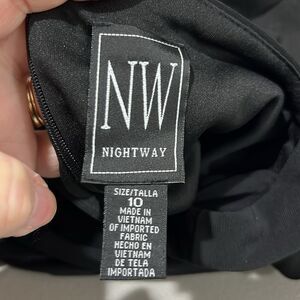 NW
NIGHTWAY
SIZE/TALLA
10
MADE IN
VIETNAM
OF IMPORTED
FABRIC
HECHO EN
VIETNAM
DE TELA
IMPORTADA